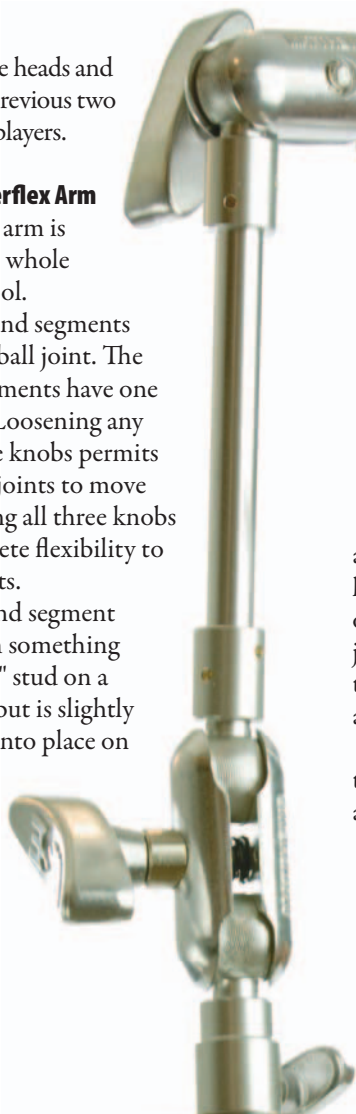 e heads and
revious two
players.
erflex Arm
arm is
whole
ol.
nd segments
ball joint. The
ments have one
Loosening any
e knobs permits
joints to move
ng all three knobs
ete flexibility to
ts.
nd segment
n something
" stud on a
but is slightly
nto place on